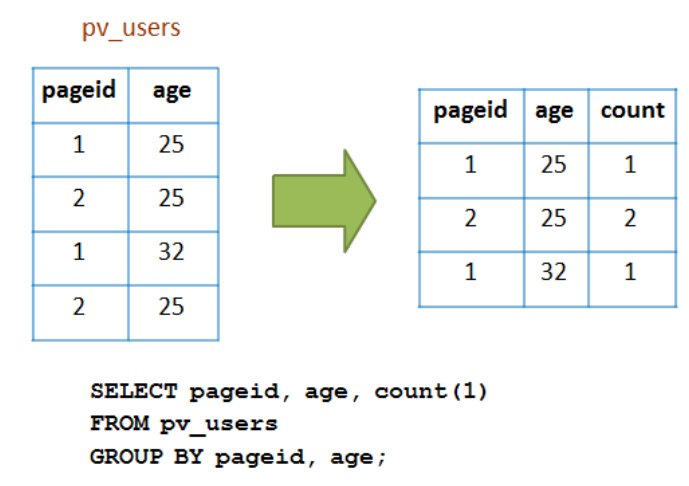 pv_users
pageid age
1 25
2 25
1 32
2 25
pageid age count
1 25 1
2 25 2
1 32 1
SELECT pageid, age, count(1)
FROM pv_users
GROUP BY pageid, age;